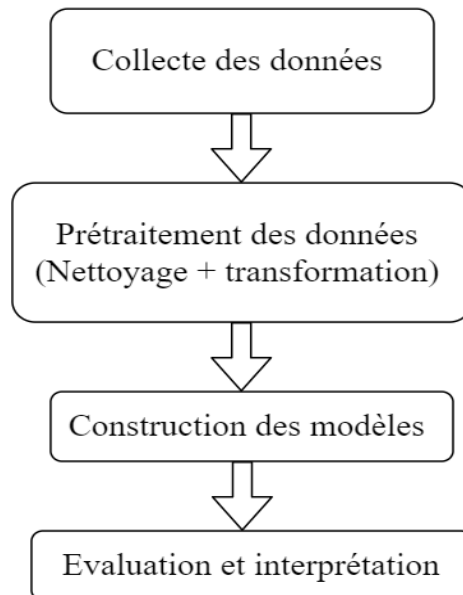 Collecte des données
Prétraitement des données
(Nettoyage + transformation)
Construction des modèles
Evaluation et interprétation